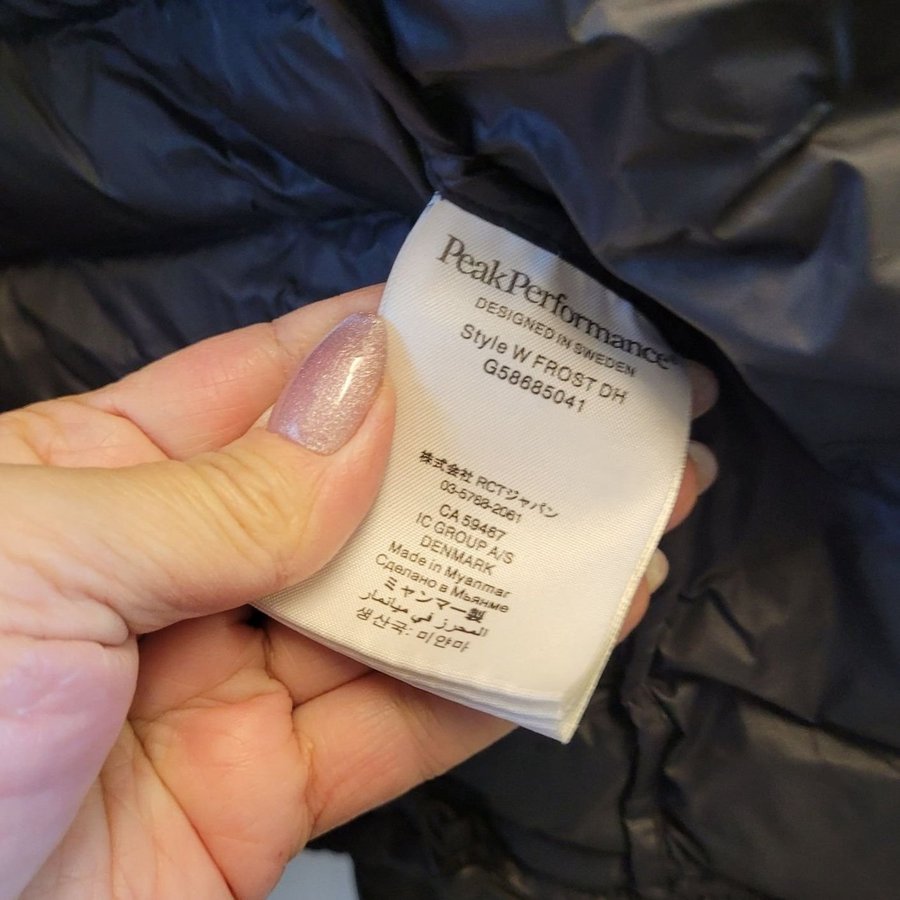 PeakPerformance
DESIGNED IN SWEDEN
Style W FROST DH
G58685041
株式会社 RCTジャパン
03-5768-2061
CA 59467
IC GROUP A/S
DENMARK
Made in Myanmar
Сделано в Мьянме
ミャンマー製
المحرز في ميانمار
생산국: 미얀마